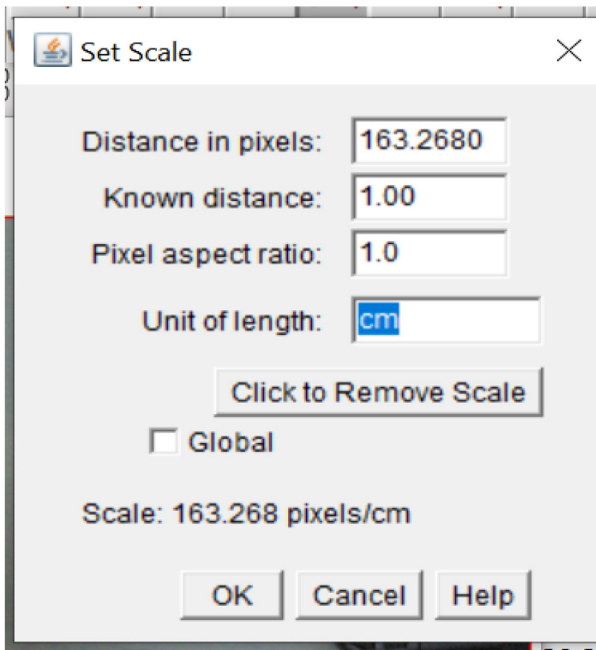 Set Scale
Distance in pixels: 163.2680
Known distance: 1.00
Pixel aspect ratio: 1.0
Unit of length: cm
Click to Remove Scale
Global
Scale: 163.268 pixels/cm
OK Cancel Help